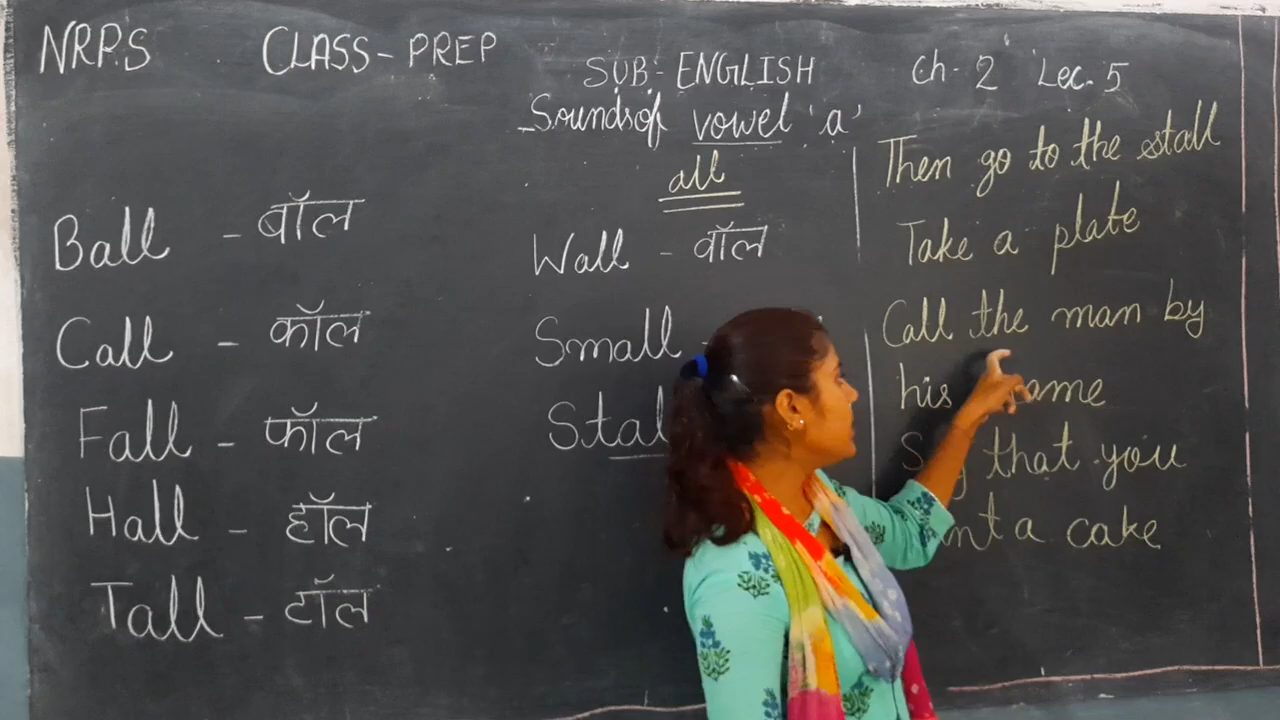 NRPS CLASS-PREP
SUB- ENGLISH Ch- 2 Lec. 5
Sounds of vowel 'a'
all
Ball - बॉल
Call - कॉल
Fall - फॉल
Hall - हॉल
Tall - टॉल
Wall - वॉल
Small -
Then go to the stall
Take a plate
Call the man by
his
that you
a cake